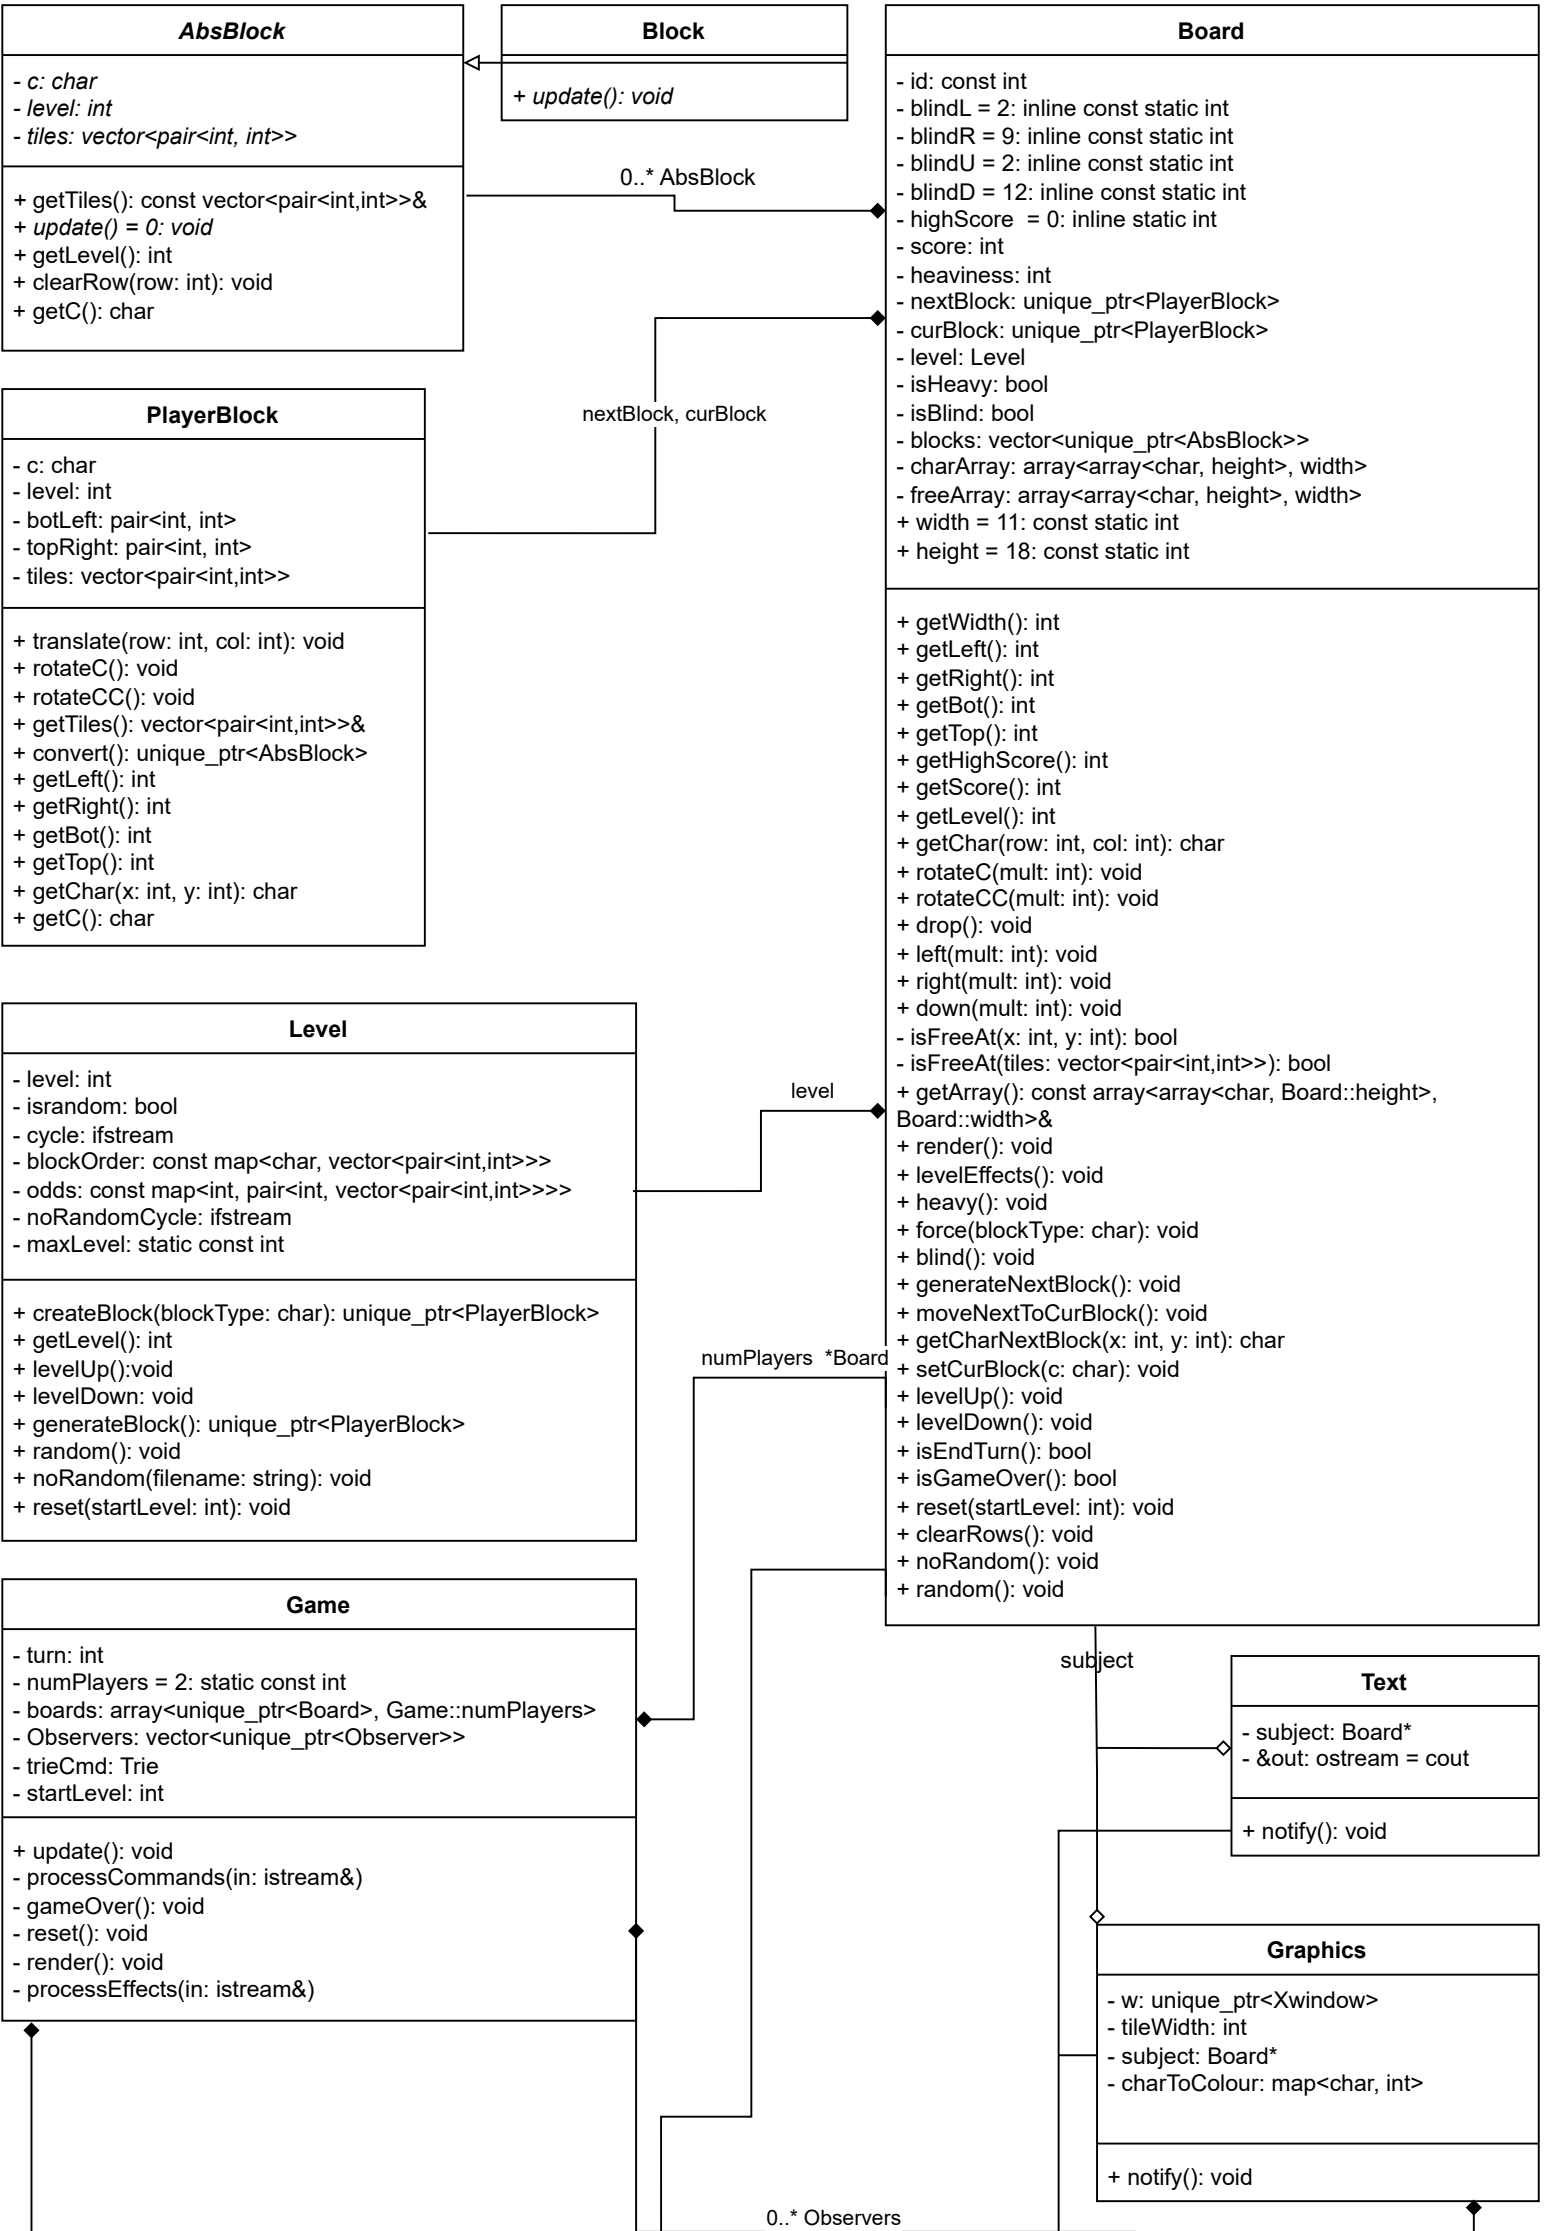 AbsBlock
- c: char
- level: int
- tiles: vector<pair<int, int>>
+ getTiles(): const vector<pair<int,int>>&
+ update() = 0: void
+ getLevel(): int
+ clearRow(row: int): void
+ getC(): char
Block
+ update(): void
0..* AbsBlock
nextBlock, curBlock
PlayerBlock
- c: char
- level: int
- botLeft: pair<int, int>
- topRight: pair<int, int>
- tiles: vector<pair<int,int>>
+ translate(row: int, col: int): void
+ rotateC(): void
+ rotateCC(): void
+ getTiles(): vector<pair<int,int>>&
+ convert(): unique_ptr<AbsBlock>
+ getLeft(): int
+ getRight(): int
+ getBot(): int
+ getTop(): int
+ getChar(x: int, y: int): char
+ getC(): char
Board
- id: const int
- blindL = 2: inline const static int
- blindR = 9: inline const static int
- blindU = 2: inline const static int
- blindD = 12: inline const static int
- highScore  = 0: inline static int
- score: int
- heaviness: int
- nextBlock: unique_ptr<PlayerBlock>
- curBlock: unique_ptr<PlayerBlock>
- level: Level
- isHeavy: bool
- isBlind: bool
- blocks: vector<unique_ptr<AbsBlock>>
- charArray: array<array<char, height>, width>
- freeArray: array<array<char, height>, width>
+ width = 11: const static int
+ height = 18: const static int
+ getWidth(): int
+ getLeft(): int
+ getRight(): int
+ getBot(): int
+ getTop(): int
+ getHighScore(): int
+ getScore(): int
+ getLevel(): int
+ getChar(row: int, col: int): char
+ rotateC(mult: int): void
+ rotateCC(mult: int): void
+ drop(): void
+ left(mult: int): void
+ right(mult: int): void
+ down(mult: int): void
- isFreeAt(x: int, y: int): bool
- isFreeAt(tiles: vector<pair<int,int>>): bool
+ getArray(): const array<array<char, Board::height>,
Board::width>&
+ render(): void
+ levelEffects(): void
+ heavy(): void
+ force(blockType: char): void
+ blind(): void
+ generateNextBlock(): void
+ moveNextToCurBlock(): void
+ getCharNextBlock(x: int, y: int): char
+ setCurBlock(c: char): void
+ levelUp(): void
+ levelDown(): void
+ isEndTurn(): bool
+ isGameOver(): bool
+ reset(startLevel: int): void
+ clearRows(): void
+ noRandom(): void
+ random(): void
Level
- level: int
- israndom: bool
- cycle: ifstream
- blockOrder: const map<char, vector<pair<int,int>>>
- odds: const map<int, pair<int, vector<pair<int,int>>>>
- noRandomCycle: ifstream
- maxLevel: static const int
+ createBlock(blockType: char): unique_ptr<PlayerBlock>
+ getLevel(): int
+ levelUp():void
+ levelDown: void
+ generateBlock(): unique_ptr<PlayerBlock>
+ random(): void
+ noRandom(filename: string): void
+ reset(startLevel: int): void
level
numPlayers  *Board
Game
- turn: int
- numPlayers = 2: static const int
- boards: array<unique_ptr<Board>, Game::numPlayers>
- Observers: vector<unique_ptr<Observer>>
- trieCmd: Trie
- startLevel: int
+ update(): void
- processCommands(in: istream&)
- gameOver(): void
- reset(): void
- render(): void
- processEffects(in: istream&)
subject
Text
- subject: Board*
- &out: ostream = cout
+ notify(): void
Graphics
- w: unique_ptr<Xwindow>
- tileWidth: int
- subject: Board*
- charToColour: map<char, int>
+ notify(): void
0..* Observers